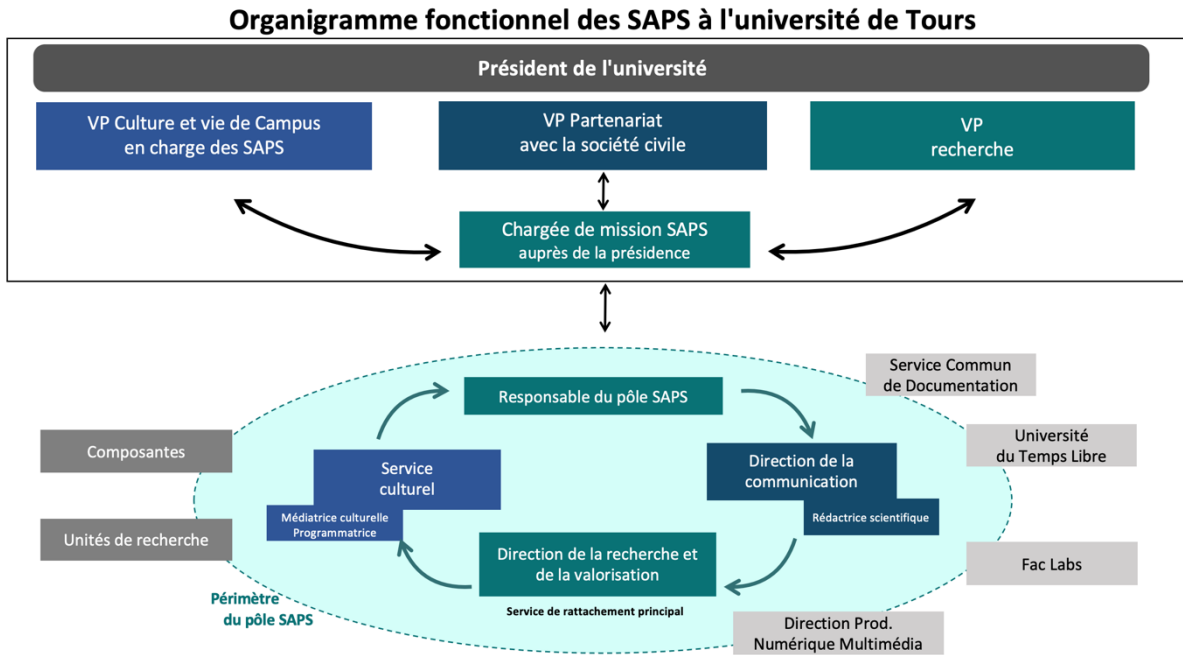 Organigramme fonctionnel des SAPS à l'université de Tours
Président de l'université
VP Culture et vie de Campus
en charge des SAPS
VP Partenariat
avec la société civile
VP
recherche
Chargée de mission SAPS
auprès de la présidence
Service Commun
de Documentation
Responsable du pôle SAPS
Composantes
Université
du Temps Libre
Service
culturel
Direction de la
communication
Médiatrice culturelle
Programmatrice
Rédactrice scientifique
Unités de recherche
Direction de la recherche et
de la valorisation
Fac Labs
Service de rattachement principal
Périmètre
du pôle SAPS
Direction Prod.
Numérique Multimédia